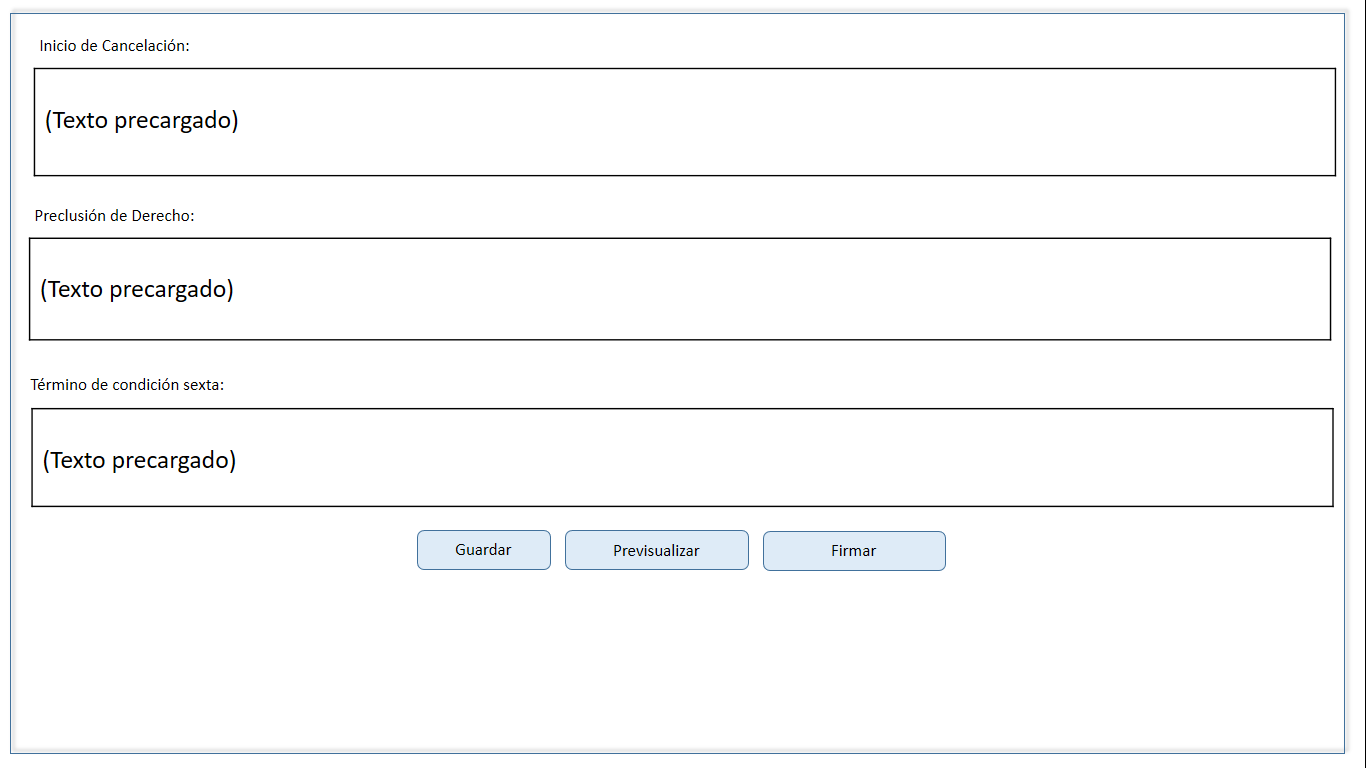 Inicio de Cancelación:
(Texto precargado)
Preclusión de Derecho:
(Texto precargado)
Término de condición sexta:
(Texto precargado)
Guardar Previsualizar Firmar